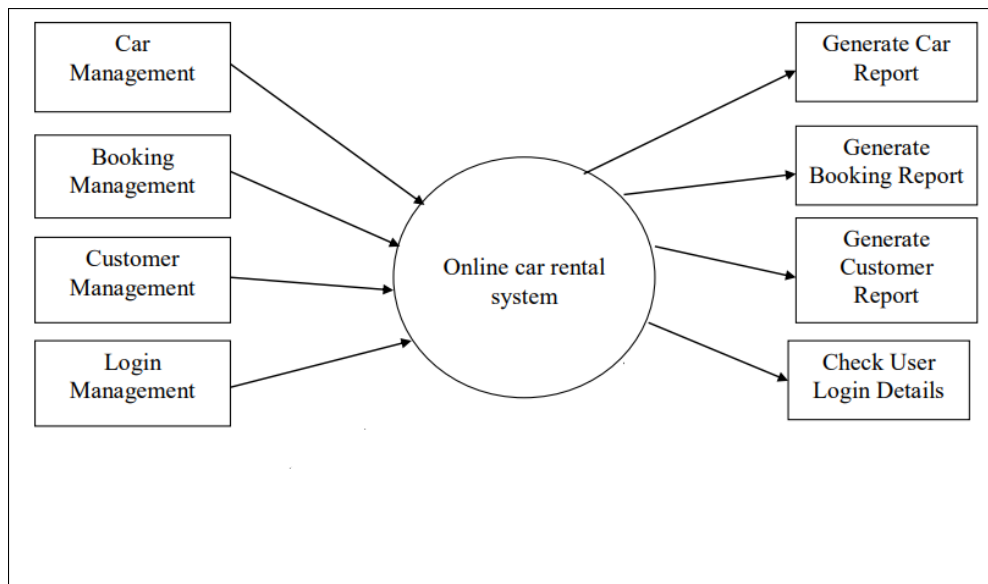 Car
Management
Booking
Management
Customer
Management
Login
Management
Online car rental
system
Generate Car
Report
Generate
Booking Report
Generate
Customer
Report
Check User
Login Details